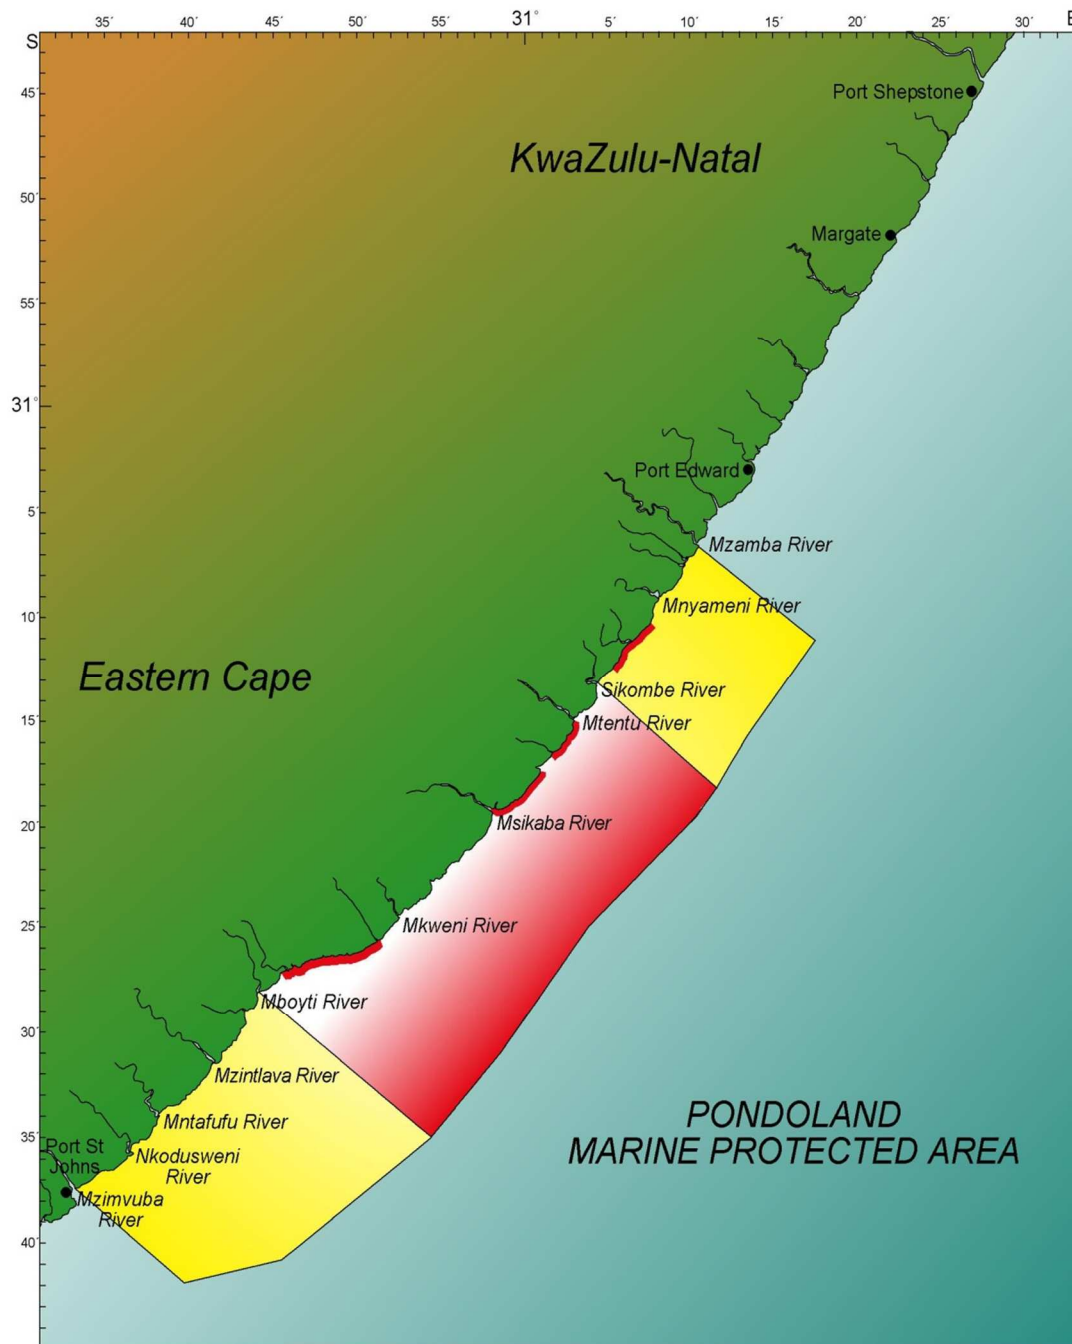 35´ 40´ 45´ 50´ 55´ 31° 5´ 10´ 15´ 20´ 25´ 30´ E
S
45´
Port Shepstone
KwaZulu-Natal
50´
Margate
55´
31°
Port Edward
5´
Mzamba River
10´
Mnyameni River
Eastern Cape
Sikombe River
15´
Mtentu River
20´
Msikaba River
25´
Mkweni River
Mboyti River
30´
Mzintlava River
PONDOLAND
MARINE PROTECTED AREA
Mntafufu River
35´
Port St
Johns
Nkodusweni
River
Mzimvuba
River
40´